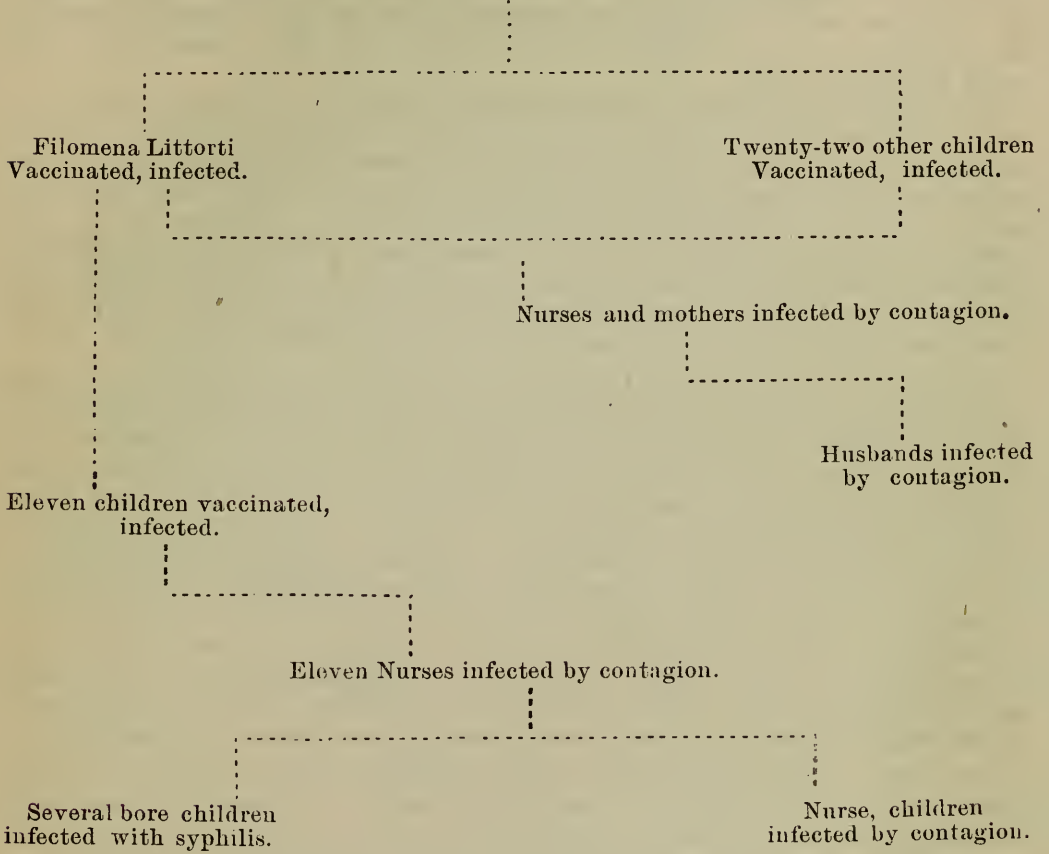 Filomena Littorti
Vaccinated, infected.
Twenty-two other children
Vaccinated, infected.
Nurses and mothers infected by contagion.
Husbands infected
by contagion.
Eleven children vaccinated,
infected.
Eleven Nurses infected by contagion.
Several bore children
infected with syphilis.
Nurse, children
infected by contagion.